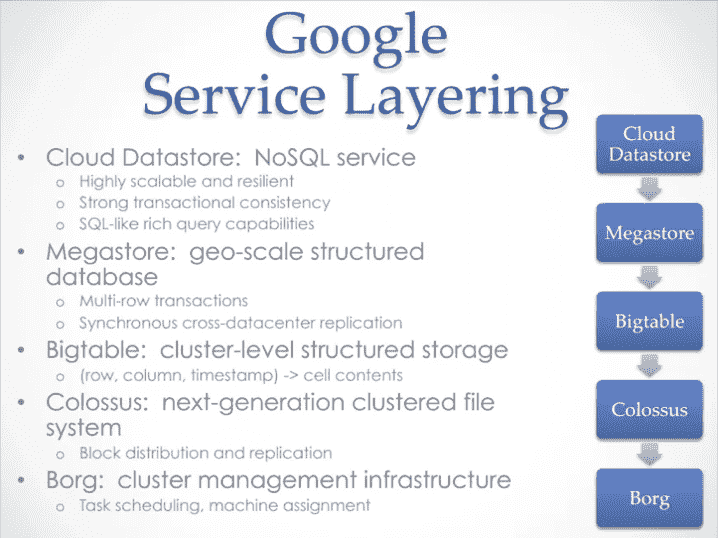 Google
Service Layering
• Cloud Datastore: NoSQL service
o Highly scalable and resilient
o Strong transactional consistency
o SQL-like rich query capabilities
• Megastore: geo-scale structured
database
o Multi-row transactions
o Synchronous cross-datacenter replication
• Bigtable: cluster-level structured storage
o (row, column, timestamp) -> cell contents
• Colossus: next-generation clustered file
system
o Block distribution and replication
• Borg: cluster management infrastructure
o Task scheduling, machine assignment
Cloud
Datastore
Megastore
Bigtable
Colossus
Borg